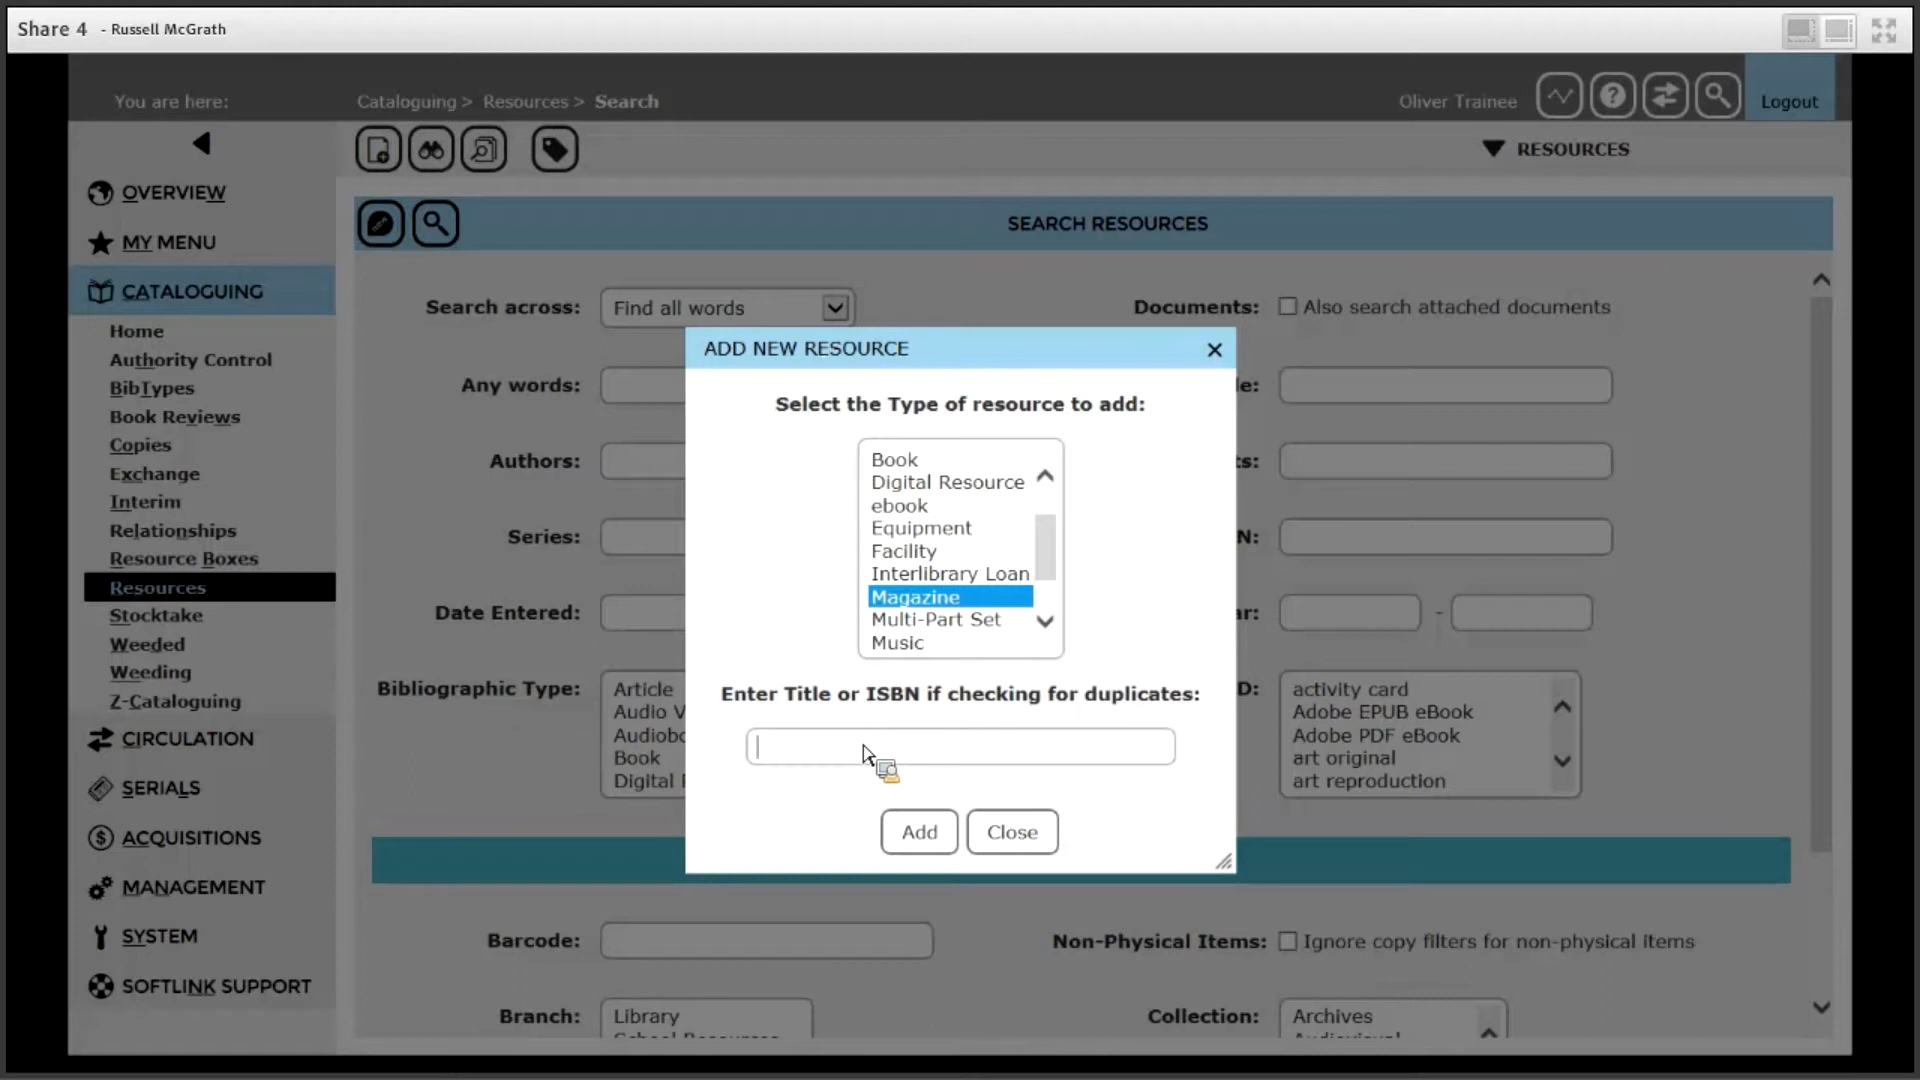 Share 4 - Russell McGrath
You are here: Cataloguing > Resources > Search Oliver Trainee Logout
RESOURCES
OVERVIEW
MY MENU
CATALOGUING
Home
Authority Control
BibTypes
Book Reviews
Copies
Exchange
Interim
Relationships
Resource Boxes
Resources
Stocktake
Weeded
Weeding
Z-Cataloguing
CIRCULATION
SERIALS
ACQUISITIONS
MANAGEMENT
SYSTEM
SOFTLINK SUPPORT
SEARCH RESOURCES
Search across: Find all words Documents: Also search attached documents
Any words:
Authors:
Series:
Date Entered: -
Bibliographic Type:
Article
Book
activity card
Adobe EPUB eBook
Adobe PDF eBook
art original
art reproduction
ADD NEW RESOURCE
Select the Type of resource to add:
Book
Digital Resource
ebook
Equipment
Facility
Interlibrary Loan
Magazine
Multi-Part Set
Music
Enter Title or ISBN if checking for duplicates:
Add Close
Barcode: Non-Physical Items: Ignore copy filters for non-physical items
Branch: Library Collection: Archives